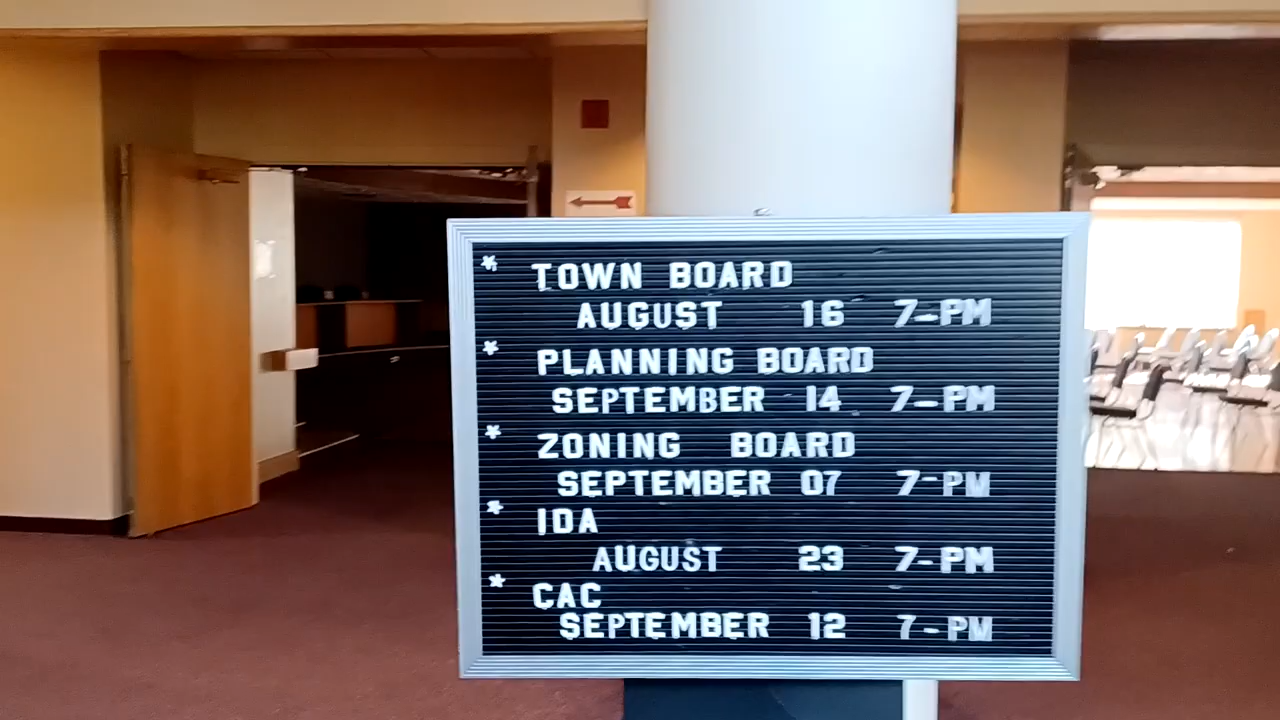 * TOWN BOARD
AUGUST 16 7-PM
* PLANNING BOARD
SEPTEMBER 14 7-PM
* ZONING BOARD
SEPTEMBER 07 7-PM
* IDA
AUGUST 23 7-PM
* CAC
SEPTEMBER 12 7-PM